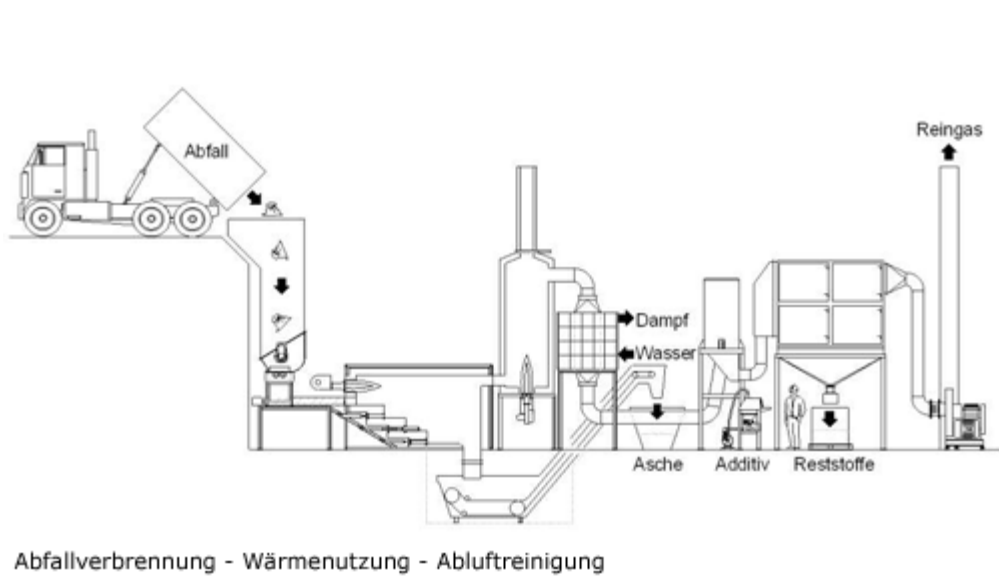 Abfall
Reingas
Dampf
Wasser
Asche
Additiv
Reststoffe
Abfallverbrennung - Wärmenutzung - Abluftreinigung